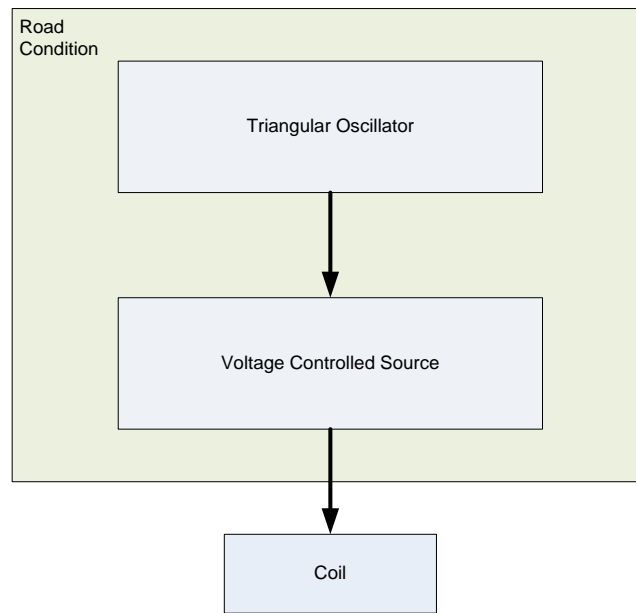 Road
Condition
Triangular Oscillator
Voltage Controlled Source
Coil